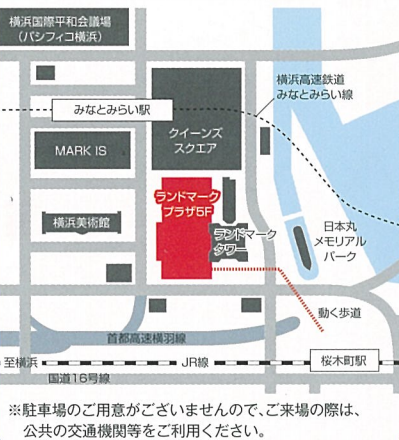 横浜国際平和会議場
(パシフィコ横浜)
横浜高速鉄道
みなとみらい線
みなとみらい駅
クイーンズ
スクエア
MARK IS
ランドマーク
プラザ5F
横浜美術館
ランドマーク
タワー
日本丸
メモリアル
パーク
動く歩道
首都高速横羽線
至横浜
JR線
桜木町駅
国道16号線
※駐車場のご用意がございませんので、ご来場の際は、
公共の交通機関等をご利用ください。